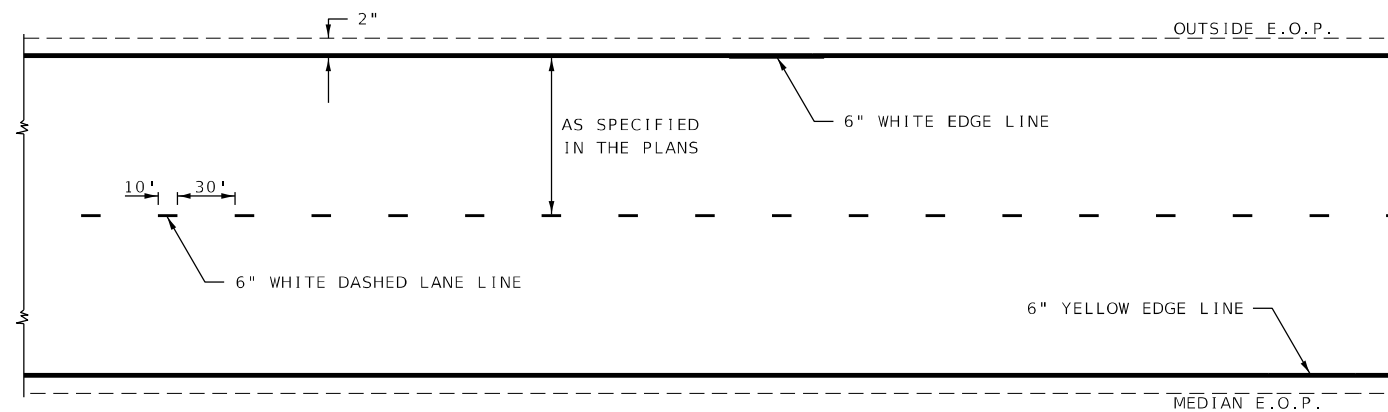 2"
OUTSIDE E.O.P.
6" WHITE EDGE LINE
AS SPECIFIED
IN THE PLANS
10'
30'
6" WHITE DASHED LANE LINE
6" YELLOW EDGE LINE
MEDIAN E.O.P.